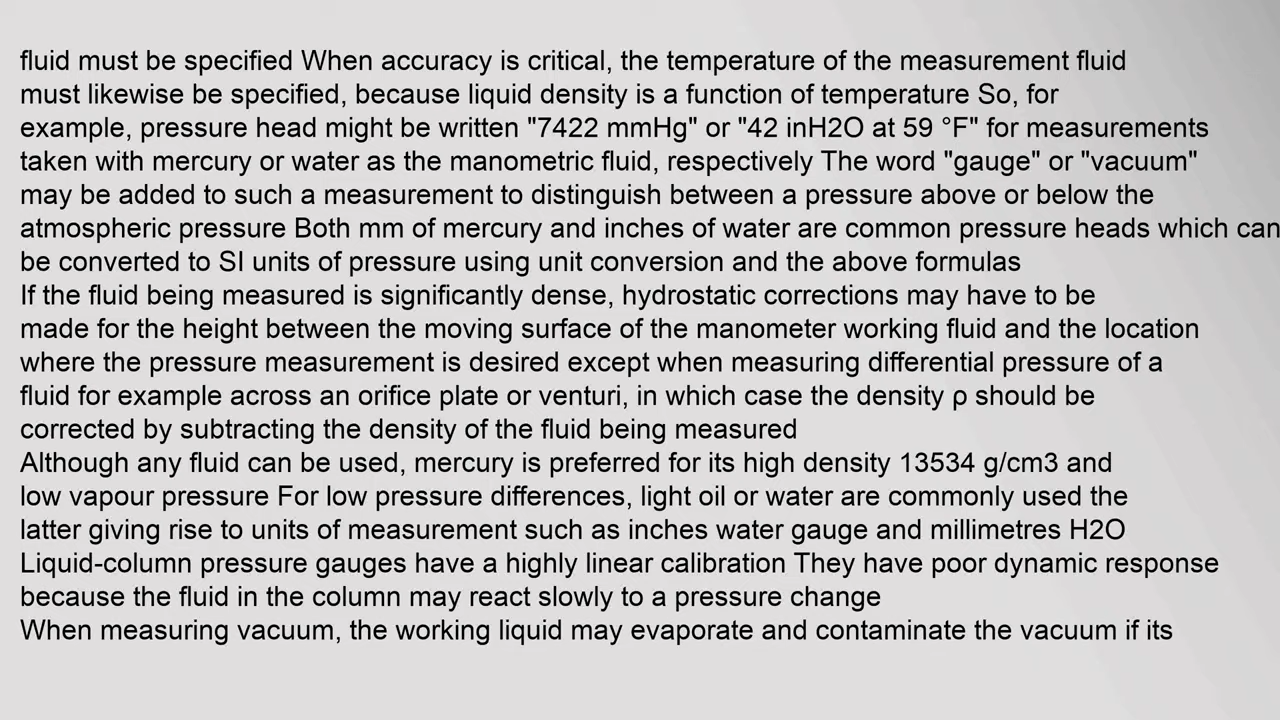 fluid must be specified When accuracy is critical, the temperature of the measurement fluid
must likewise be specified, because liquid density is a function of temperature So, for
example, pressure head might be written "7422 mmHg" or "42 inH2O at 59 °F" for measurements
taken with mercury or water as the manometric fluid, respectively The word "gauge" or "vacuum"
may be added to such a measurement to distinguish between a pressure above or below the
atmospheric pressure Both mm of mercury and inches of water are common pressure heads which can
be converted to SI units of pressure using unit conversion and the above formulas
If the fluid being measured is significantly dense, hydrostatic corrections may have to be
made for the height between the moving surface of the manometer working fluid and the location
where the pressure measurement is desired except when measuring differential pressure of a
fluid for example across an orifice plate or venturi, in which case the density ρ should be
corrected by subtracting the density of the fluid being measured
Although any fluid can be used, mercury is preferred for its high density 13534 g/cm3 and
low vapour pressure For low pressure differences, light oil or water are commonly used the
latter giving rise to units of measurement such as inches water gauge and millimetres H2O
Liquid-column pressure gauges have a highly linear calibration They have poor dynamic response
because the fluid in the column may react slowly to a pressure change
When measuring vacuum, the working liquid may evaporate and contaminate the vacuum if its